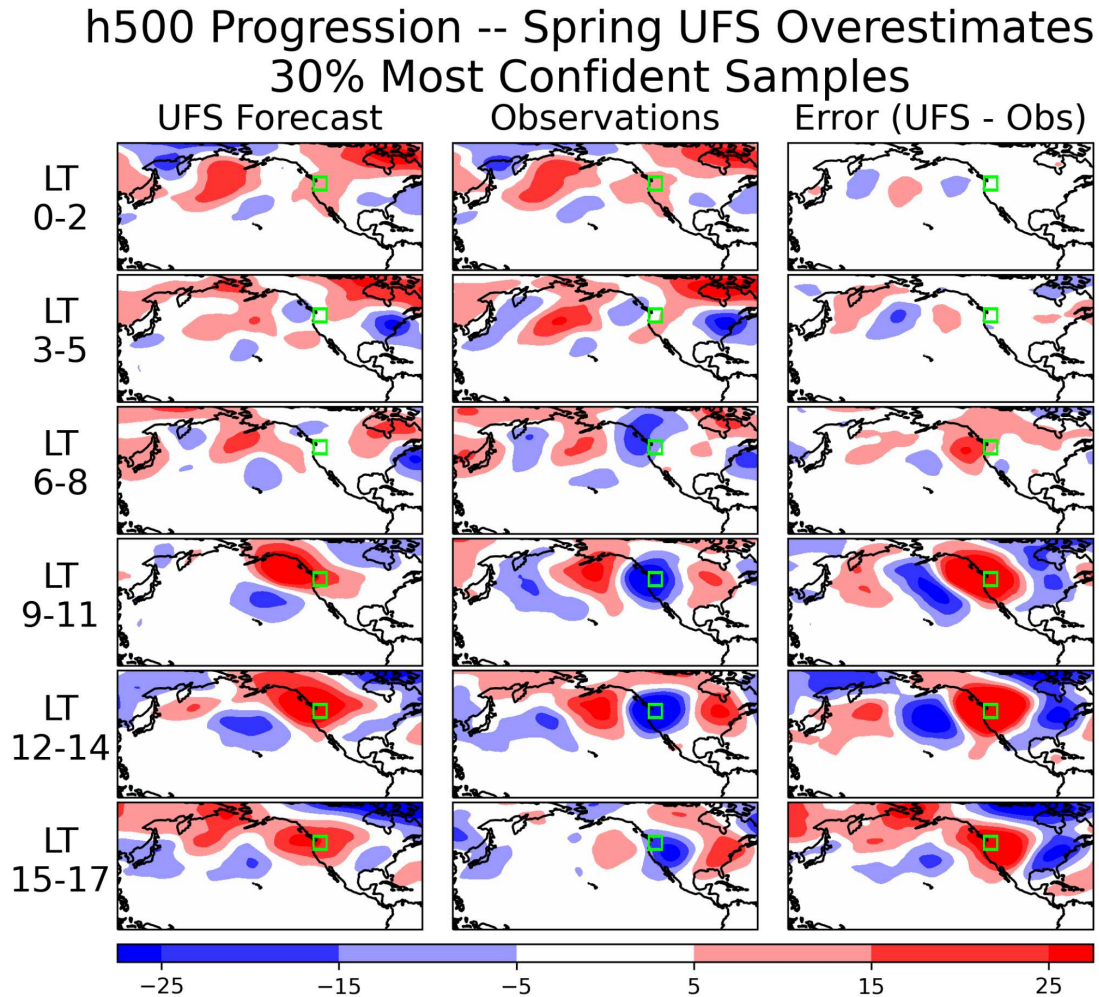 h500 Progression -- Spring UFS Overestimates
30% Most Confident Samples
UFS Forecast
Observations
Error (UFS - Obs)
LT
0-2
LT
3-5
LT
6-8
LT
9-11
LT
12-14
LT
15-17
−25 −15 −5 5 15 25